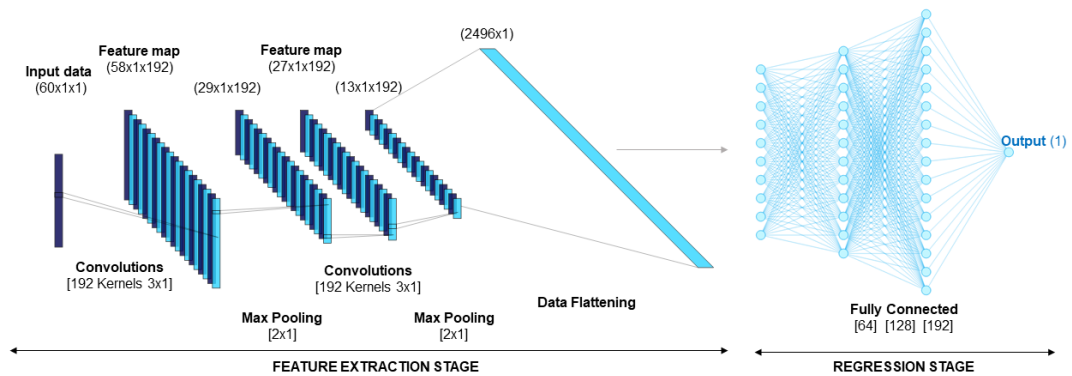 Input data
(60x1x1)
Feature map
(58x1x192)
(29x1x192)
Feature map
(27x1x192)
(13x1x192)
(2496x1)
Output (1)
Convolutions
[192 Kernels 3x1]
Max Pooling
[2x1]
Convolutions
[192 Kernels 3x1]
Max Pooling
[2x1]
Data Flattening
Fully Connected
[64] [128] [192]
FEATURE EXTRACTION STAGE
REGRESSION STAGE